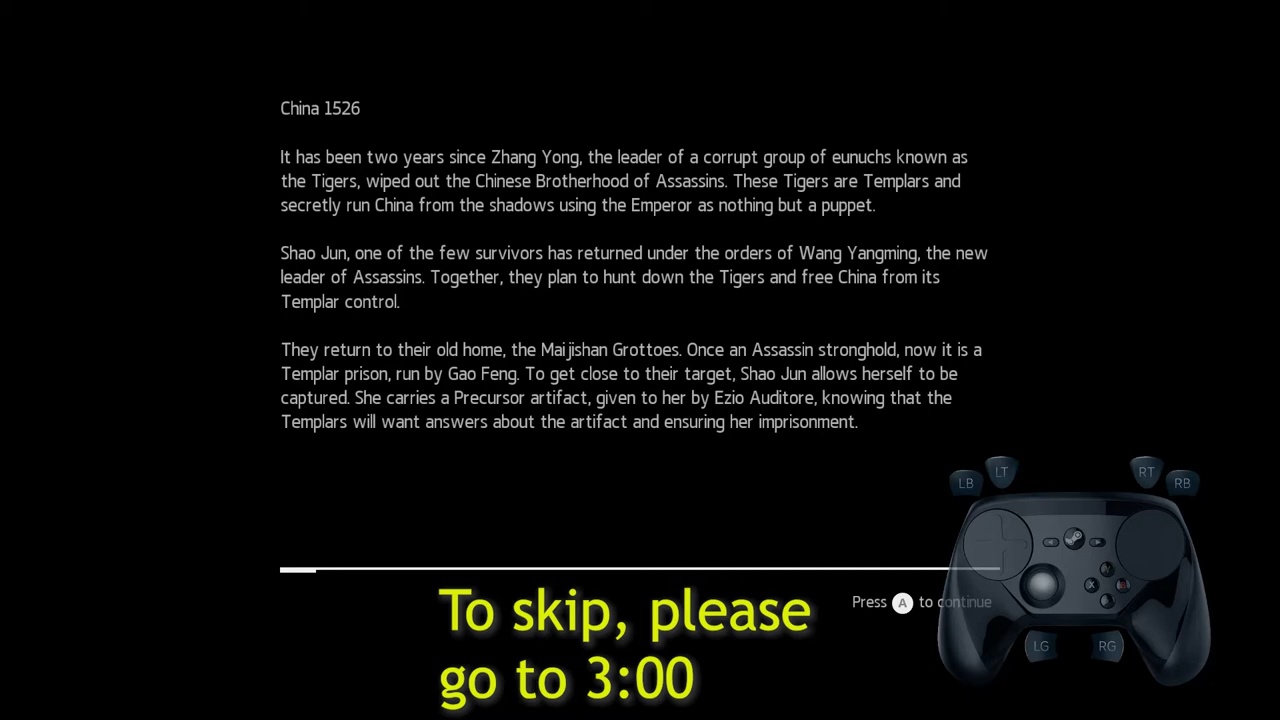 China 1526
It has been two years since Zhang Yong, the leader of a corrupt group of eunuchs known as
the Tigers, wiped out the Chinese Brotherhood of Assassins. These Tigers are Templars and
secretly run China from the shadows using the Emperor as nothing but a puppet.
Shao Jun, one of the few survivors has returned under the orders of Wang Yangming, the new
leader of Assassins. Together, they plan to hunt down the Tigers and free China from its
Templar control.
They return to their old home, the Maijishan Grottoes. Once an Assassin stronghold, now it is a
Templar prison, run by Gao Feng. To get close to their target, Shao Jun allows herself to be
captured. She carries a Precursor artifact, given to her by Ezio Auditore, knowing that the
Templars will want answers about the artifact and ensuring her imprisonment.
LB LT RT RB
Press A to continue
To skip, please
go to 3:00
Y
X B
A
LG RG